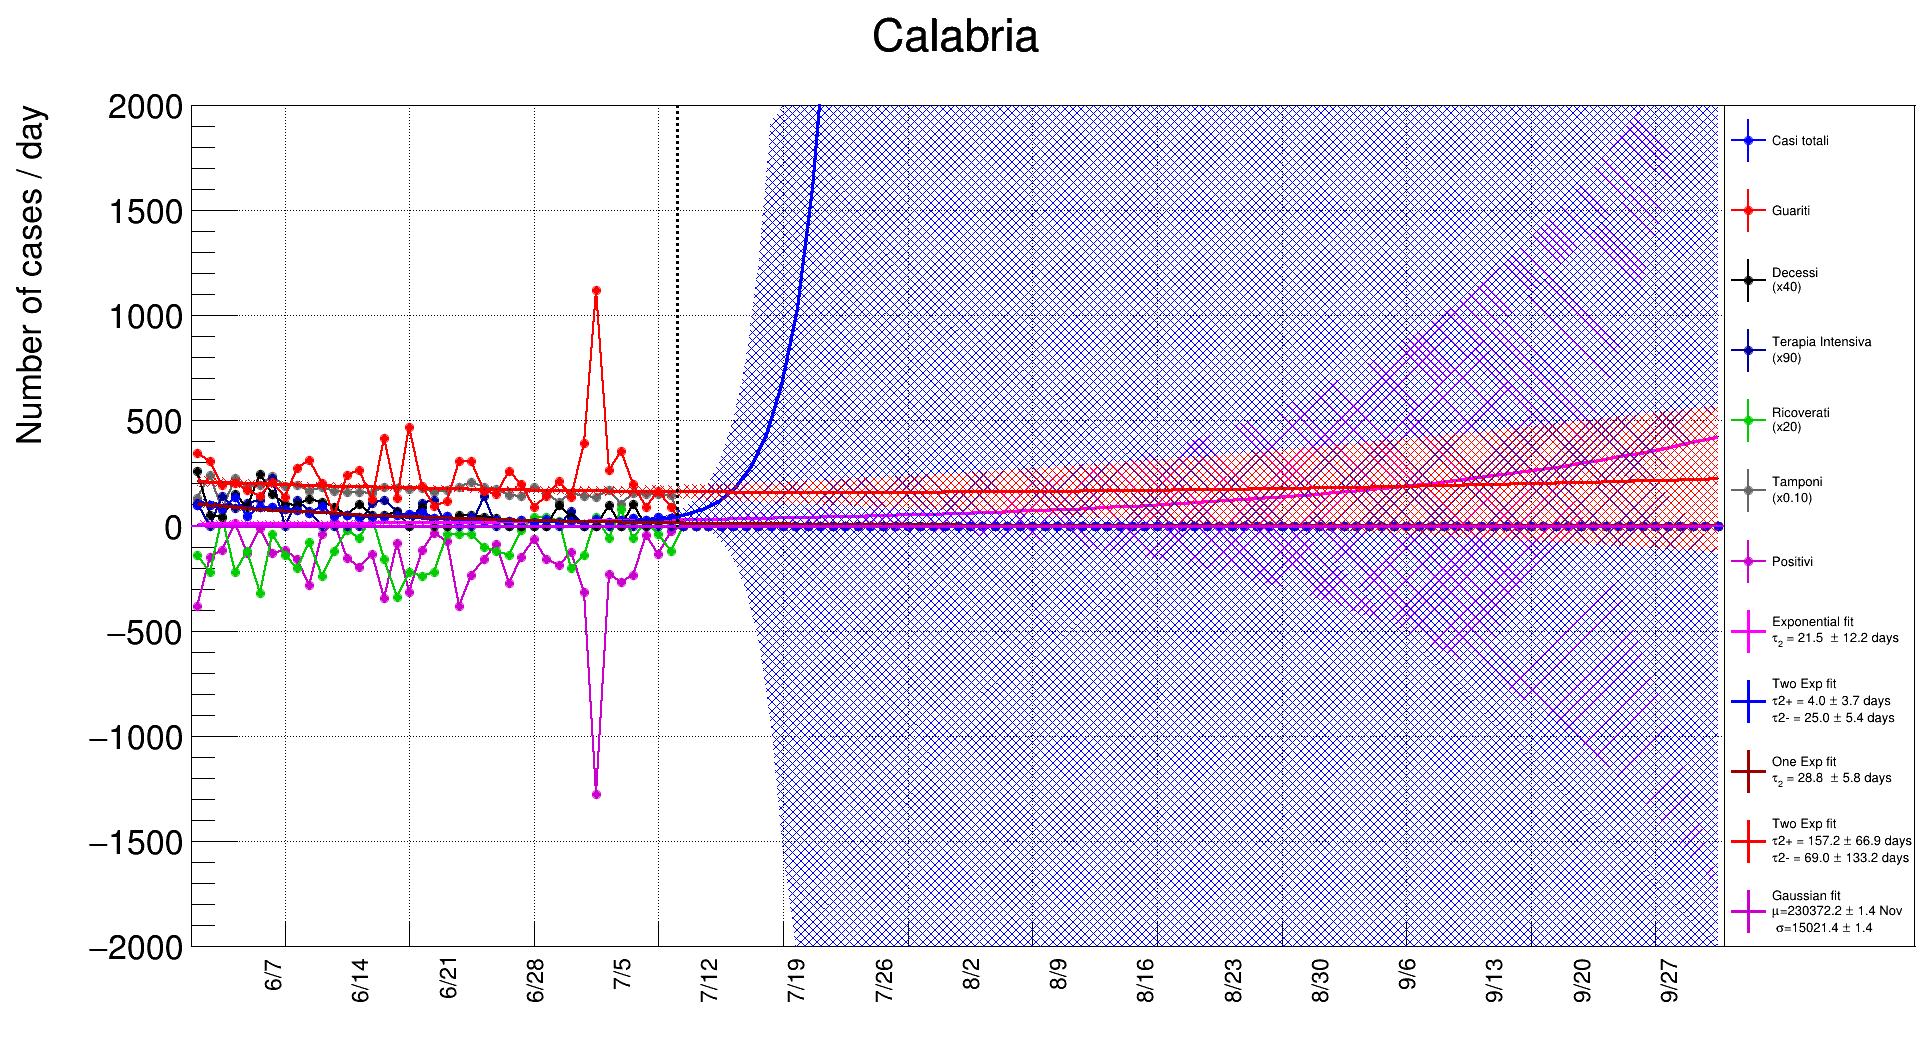 Calabria
Number of cases / day
2000
1500
1000
500
0
−500
−1000
−1500
−2000
6/7
6/14
6/21
6/28
7/5
7/12
7/19
7/26
8/2
8/9
8/16
8/23
8/30
9/6
9/13
9/20
9/27
Casi totali
Guariti
Decessi
(x40)
Terapia Intensiva
(x90)
Ricoverati
(x20)
Tamponi
(x0.10)
Positivi
Exponential fit
τ2 = 21.5 ± 12.2 days
Two Exp fit
τ2+ = 4.0 ± 3.7 days
τ2- = 25.0 ± 5.4 days
One Exp fit
τ2 = 28.8 ± 5.8 days
Two Exp fit
τ2+ = 157.2 ± 66.9 days
τ2- = 69.0 ± 133.2 days
Gaussian fit
μ=230372.2 ± 1.4 Nov
σ=15021.4 ± 1.4